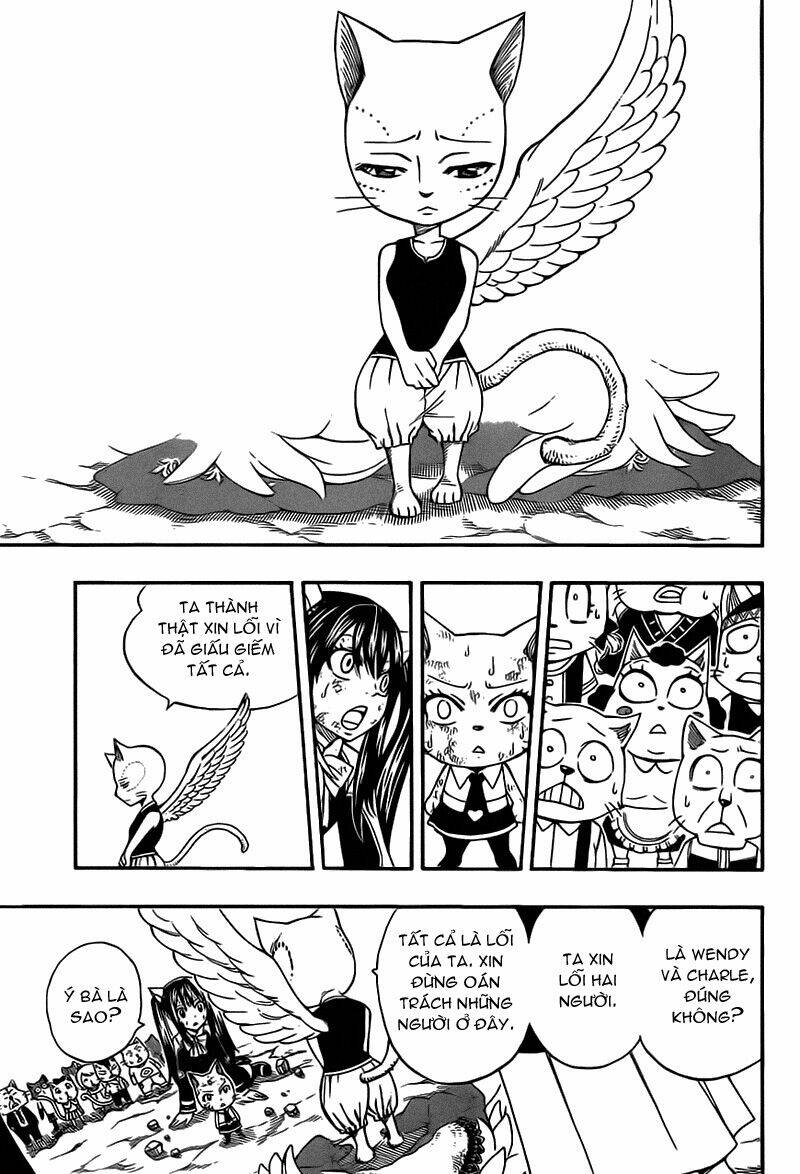 TA THÀNH
THẬT XIN LỖI VÌ
ĐÃ GIẤU GIẾM
TẤT CẢ.
LÀ WENDY
VÀ CHARLE,
ĐÚNG
KHÔNG?
TA XIN
LỖI HAI
NGƯỜI.
TẤT CẢ LÀ LỖI
CỦA TA. XIN
ĐỪNG OÁN
TRÁCH NHỮNG
NGƯỜI Ở ĐÂY.
Ý BÀ LÀ
SAO?